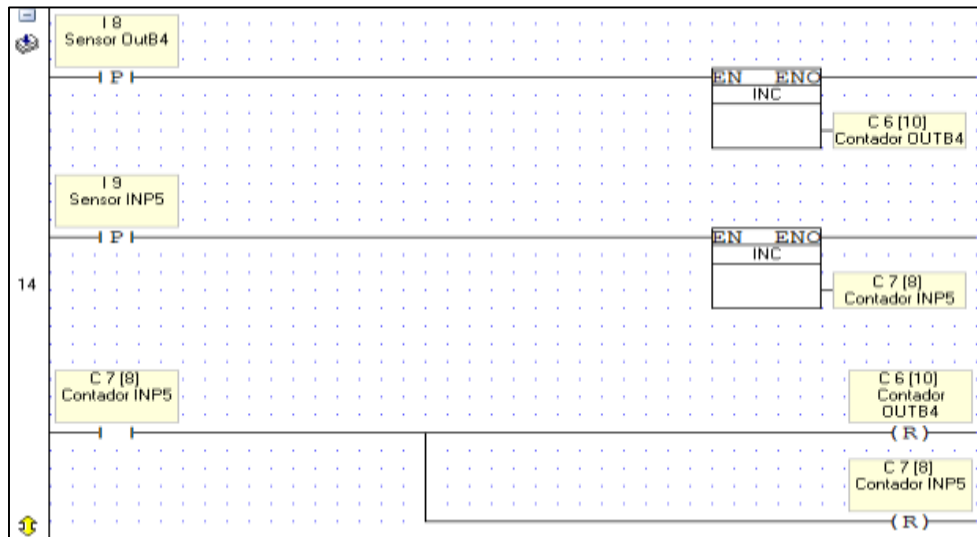 I 8
Sensor OutB4
P
EN ENO
INC
C 6 [10]
Contador OUTB4
I 9
Sensor INP5
P
EN ENO
INC
14
C 7 [8]
Contador INP5
C 7 [8]
Contador INP5
C 6 [10]
Contador
OUTB4
(R)
C 7 [8]
Contador INP5
(R)